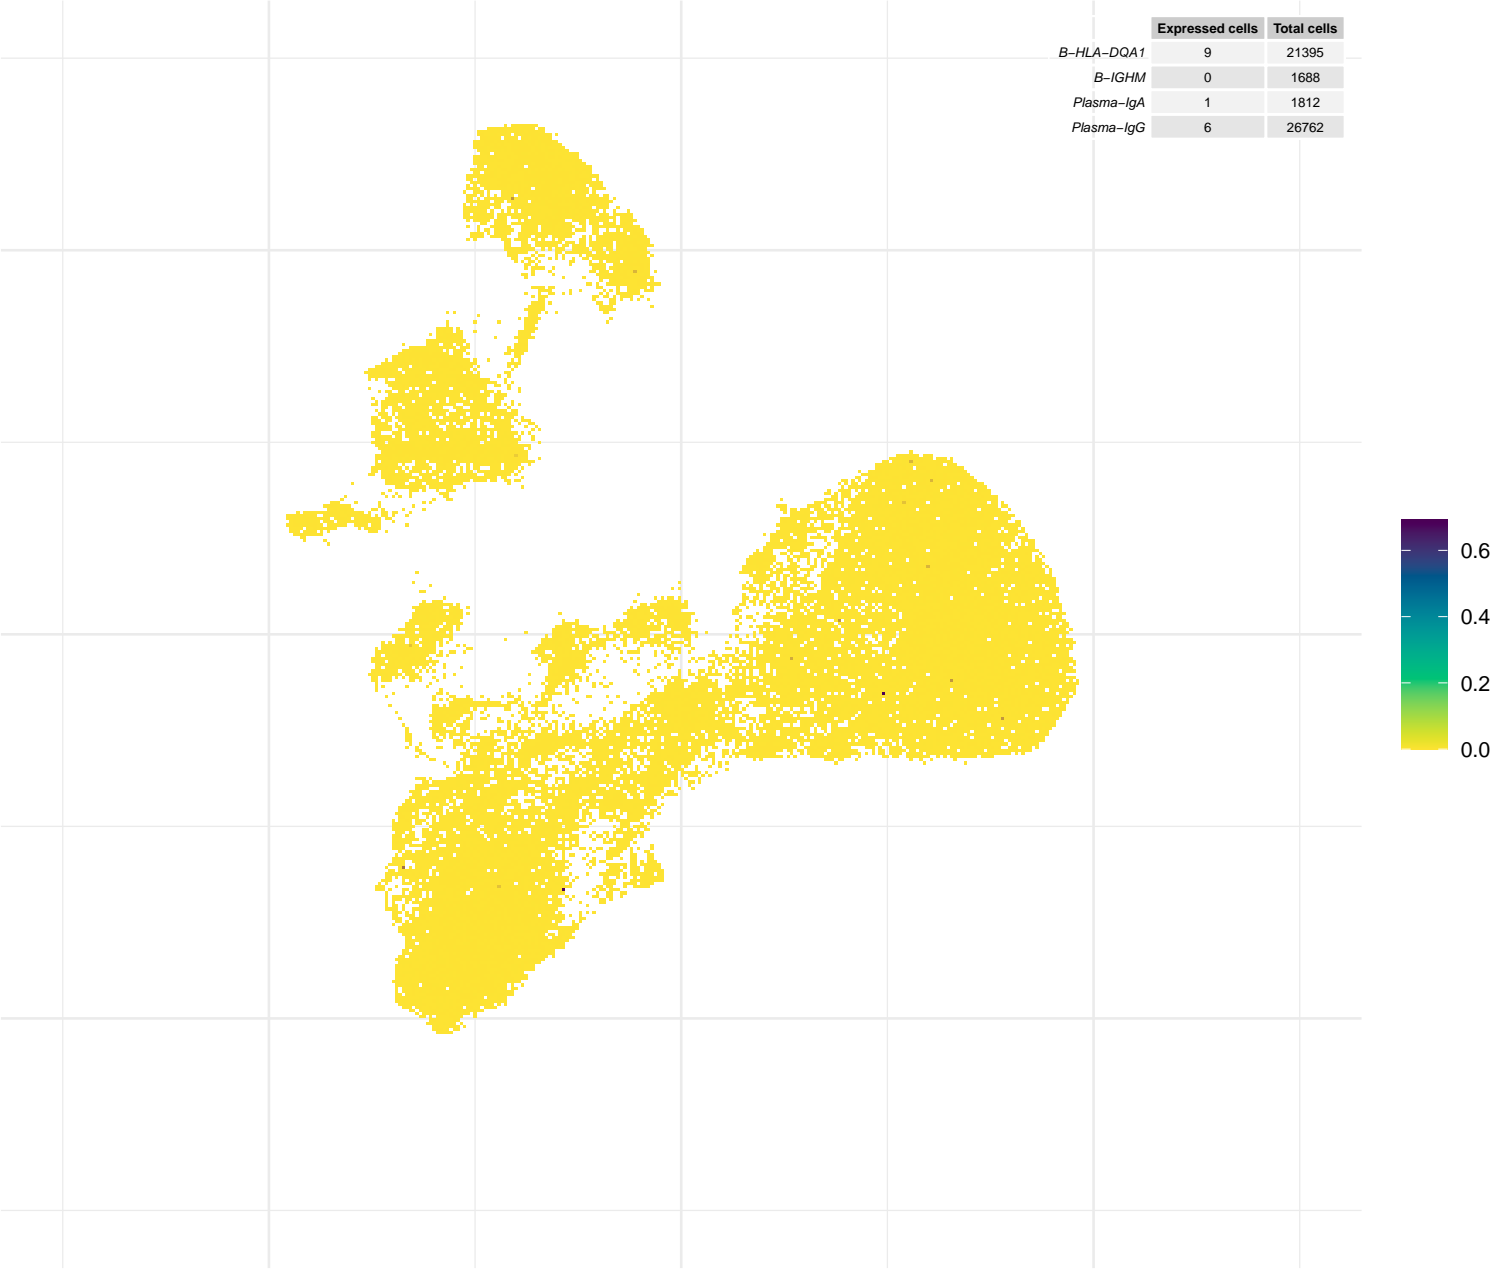 Expressed cells Total cells
B−HLA−DQA1 9 21395
B−IGHM 0 1688
Plasma−IgA 1 1812
Plasma−IgG 6 26762
0.6
0.4
0.2
0.0